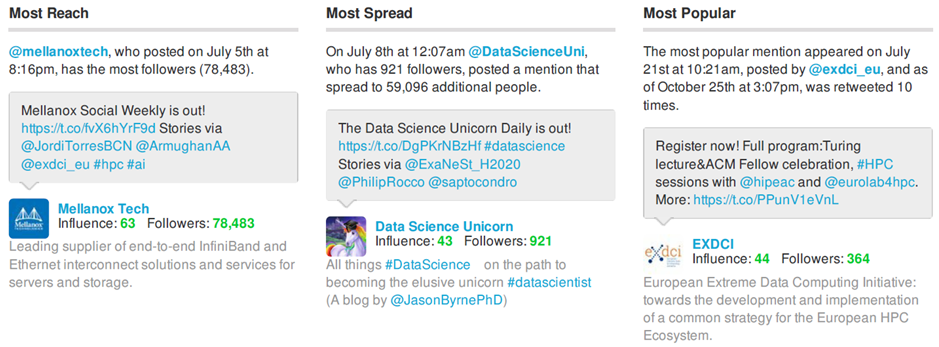 Most Reach
@mellanoxtech, who posted on July 5th at
8:16pm, has the most followers (78,483).
Mellanox Social Weekly is out!
https://t.co/fvX6hYrF9d Stories via
@JordiTorresBCN @ArmughanAA
@exdci_eu #hpc #ai
Mellanox Tech
Influence: 63 Followers: 78,483
Leading supplier of end-to-end InfiniBand and
Ethernet interconnect solutions and services for
servers and storage.
Most Spread
On July 8th at 12:07am @DataScienceUni,
who has 921 followers, posted a mention that
spread to 59,096 additional people.
The Data Science Unicorn Daily is out!
https://t.co/DgPKrNBzHf #datascience
Stories via @ExaNeSt_H2020
@PhilipRocco @saptocondro
Data Science Unicorn
Influence: 43 Followers: 921
All things #DataScience on the path to
becoming the elusive unicorn #datascientist
(A blog by @JasonByrnePhD)
Most Popular
The most popular mention appeared on July
21st at 10:21am, posted by @exdci_eu, and as
of October 25th at 3:07pm, was retweeted 10
times.
Register now! Full program:Turing
lecture&ACM Fellow celebration, #HPC
sessions with @hipeac and @eurolab4hpc.
More: https://t.co/PPunV1eVnL
exdci
EXDCI
Influence: 44 Followers: 364
European Extreme Data Computing Initiative:
towards the development and implementation
of a common strategy for the European HPC
Ecosystem.